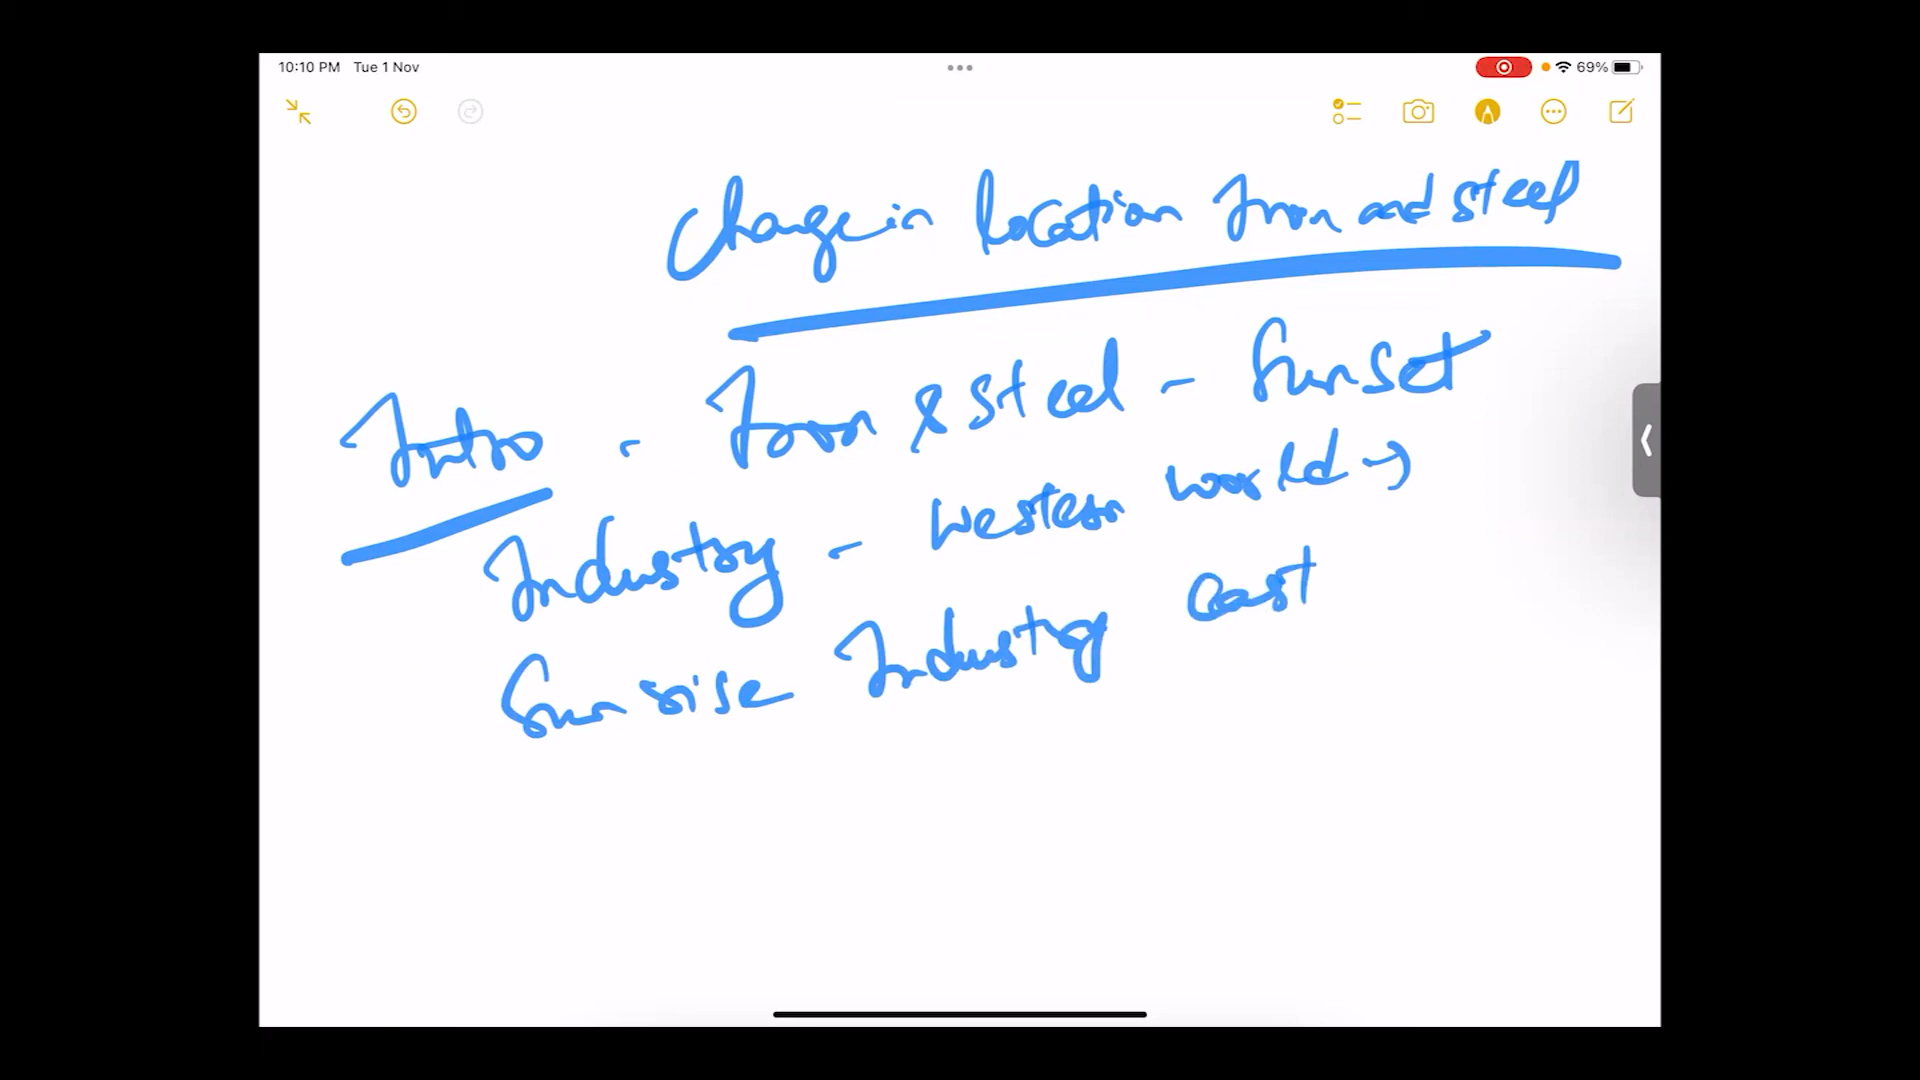 10:10 PM Tue 1 Nov 69%
Change in location Iron and steel
Intro - Iron & steel - Sunset
Industry - Western world →
Sunrise Industry east